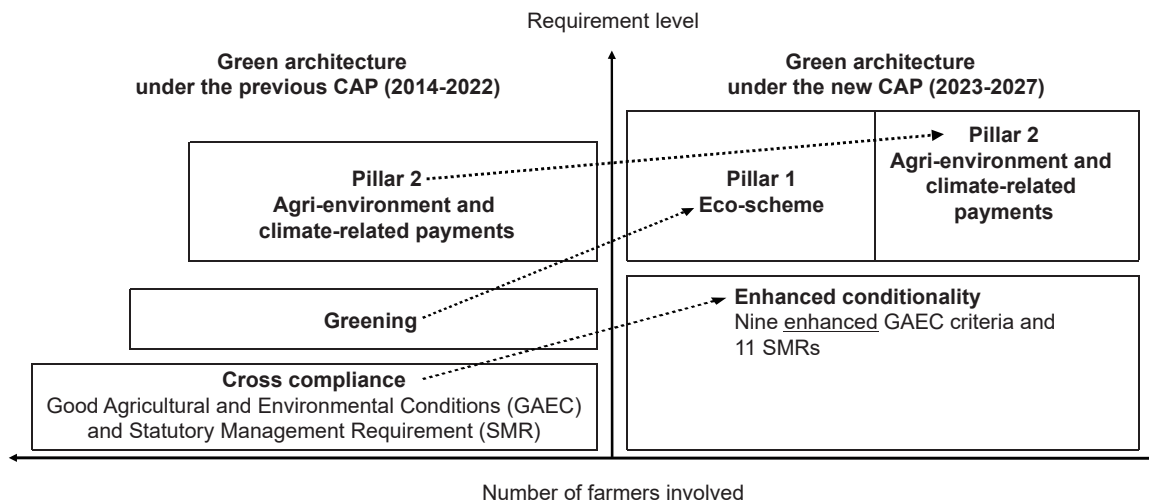 Requirement level
Green architecture
under the previous CAP (2014-2022)
Green architecture
under the new CAP (2023-2027)
Pillar 2
Agri-environment and
climate-related payments
Pillar 1
Eco-scheme
Pillar 2
Agri-environment and
climate-related
payments
Greening
Enhanced conditionality
Nine enhanced GAEC criteria and
11 SMRs
Cross compliance
Good Agricultural and Environmental Conditions (GAEC)
and Statutory Management Requirement (SMR)
Number of farmers involved